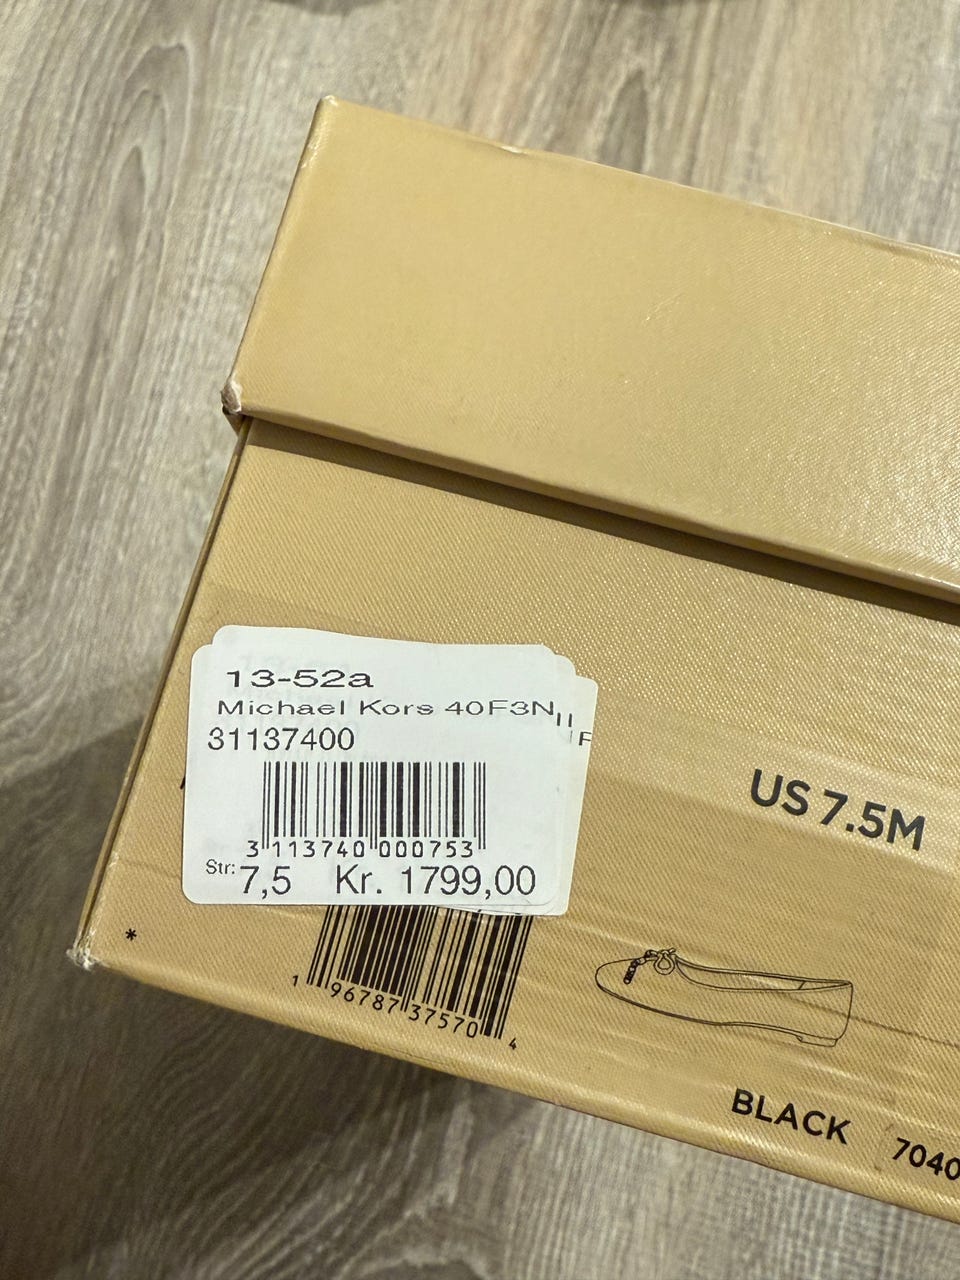 13-52a
Michael Kors 40F3N
31137400
3 113740 000753
Str: 7,5 Kr. 1799,00
US 7.5M
*
1 96787 37570 4
BLACK 7040